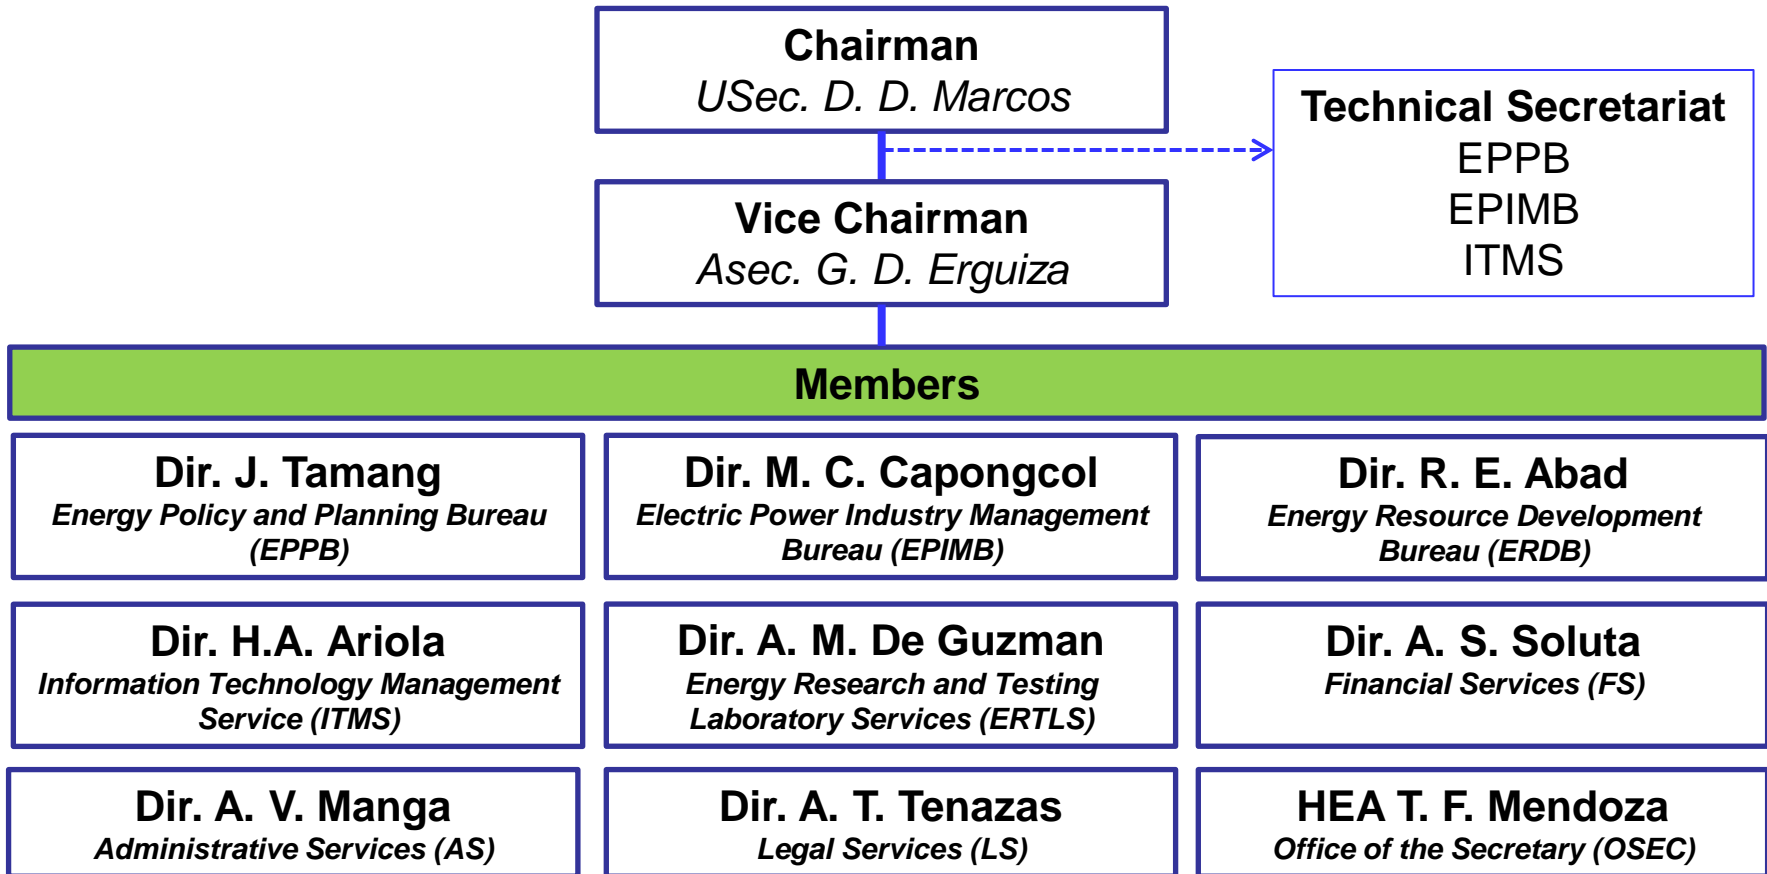 Chairman
USec. D. D. Marcos
Technical Secretariat
EPPB
EPIMB
ITMS
Vice Chairman
Asec. G. D. Erguiza
Members
Dir. J. Tamang
Energy Policy and Planning Bureau
(EPPB)
Dir. M. C. Capongcol
Electric Power Industry Management
Bureau (EPIMB)
Dir. R. E. Abad
Energy Resource Development
Bureau (ERDB)
Dir. H.A. Ariola
Information Technology Management
Service (ITMS)
Dir. A. M. De Guzman
Energy Research and Testing
Laboratory Services (ERTLS)
Dir. A. S. Soluta
Financial Services (FS)
Dir. A. V. Manga
Administrative Services (AS)
Dir. A. T. Tenazas
Legal Services (LS)
HEA T. F. Mendoza
Office of the Secretary (OSEC)